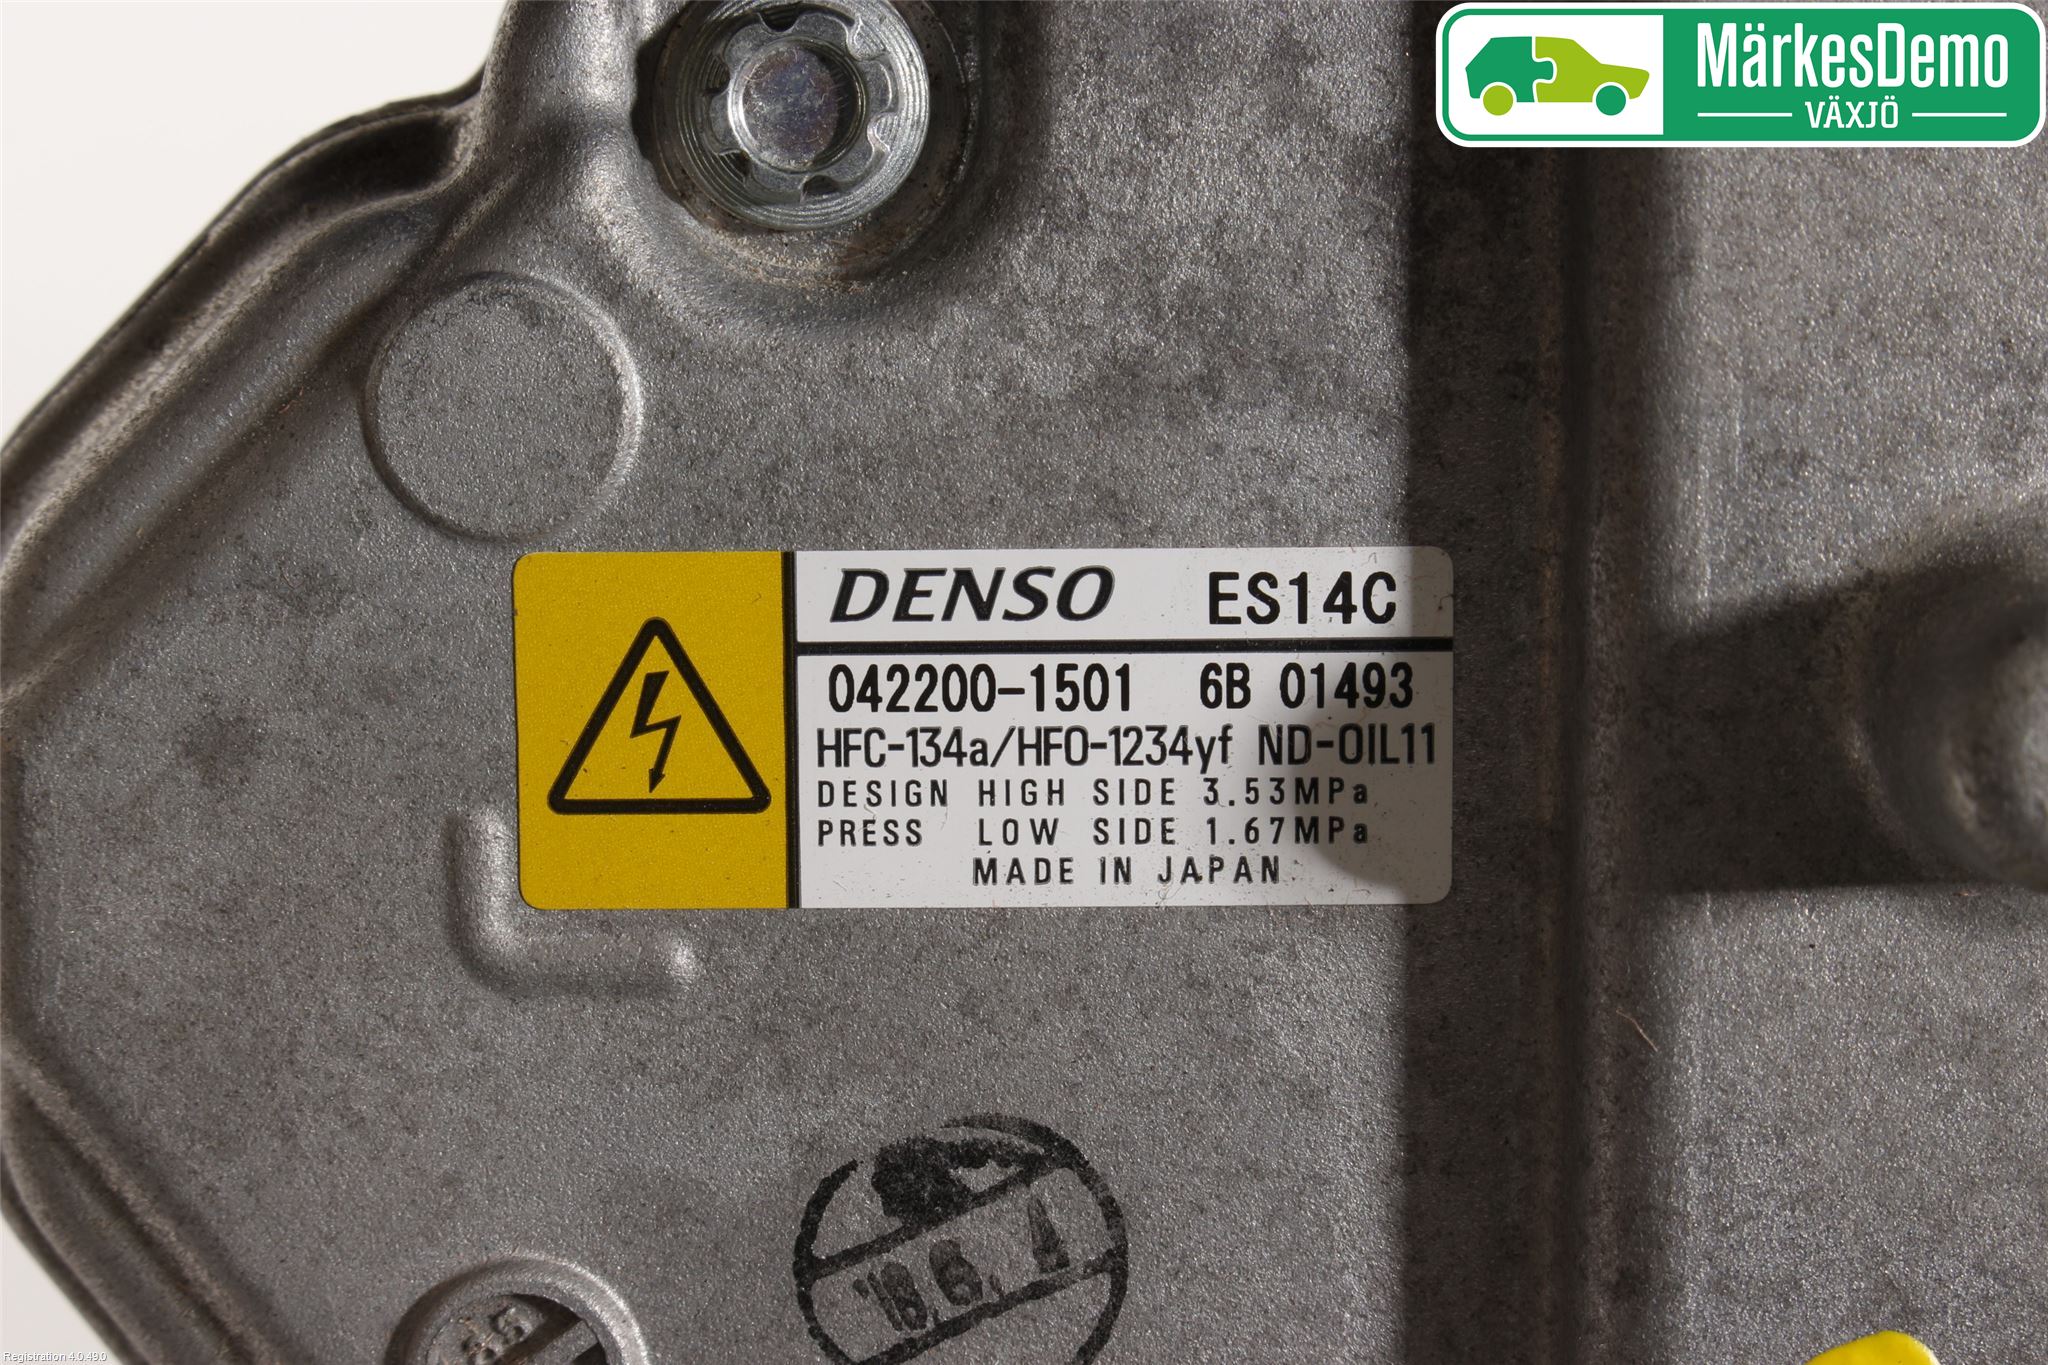 MärkesDemo
VÄXJÖ
DENSO ES14C
042200-1501 6B 01493
HFC-134a/HFO-1234yf ND-OIL11
DESIGN HIGH SIDE 3.53MPa
PRESS LOW SIDE 1.67MPa
MADE IN JAPAN
'18.6. 1
Registration 4.0.49.0